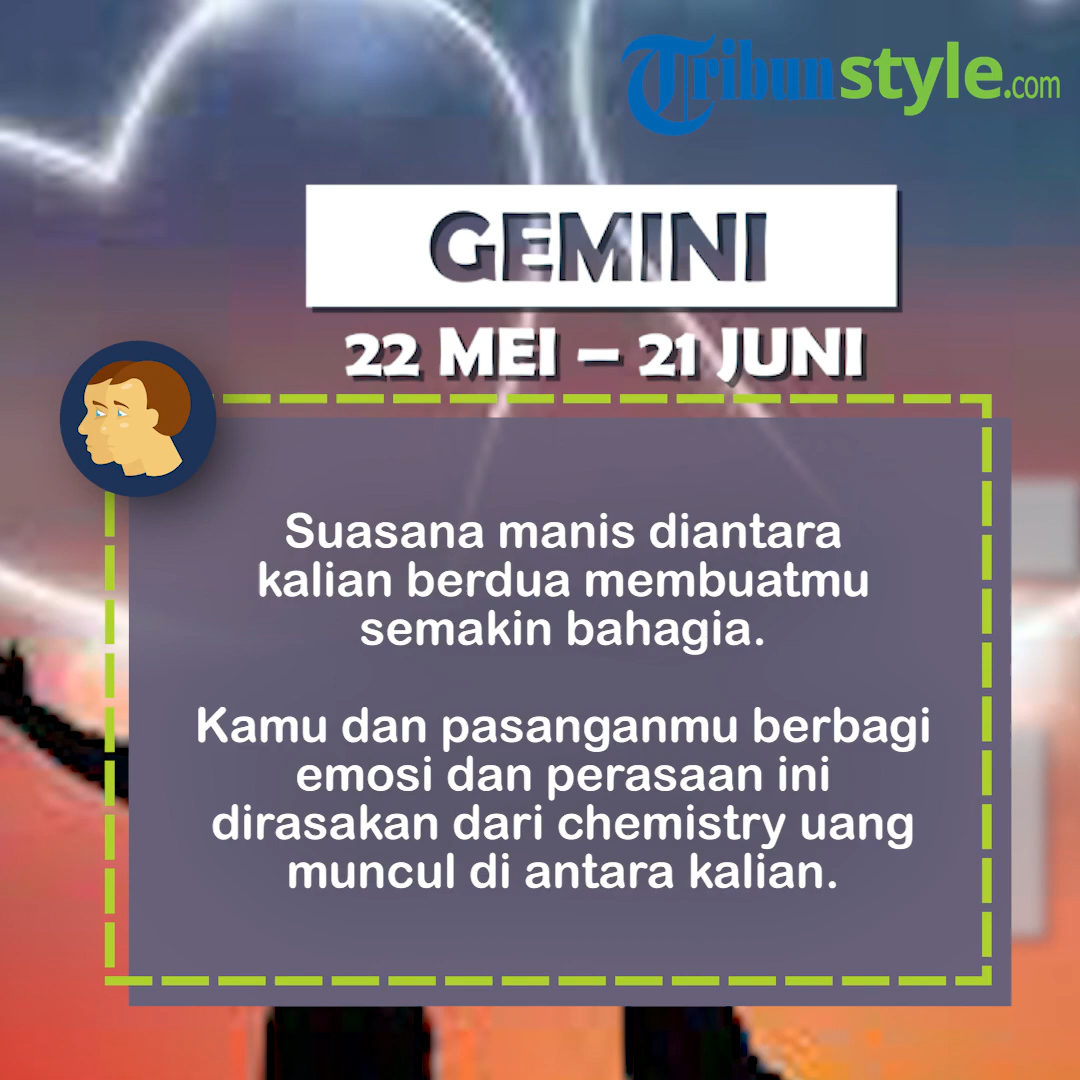 Tribunstyle.com
GEMINI
22 MEI – 21 JUNI
Suasana manis diantara
kalian berdua membuatmu
semakin bahagia.
Kamu dan pasanganmu berbagi
emosi dan perasaan ini
dirasakan dari chemistry uang
muncul di antara kalian.